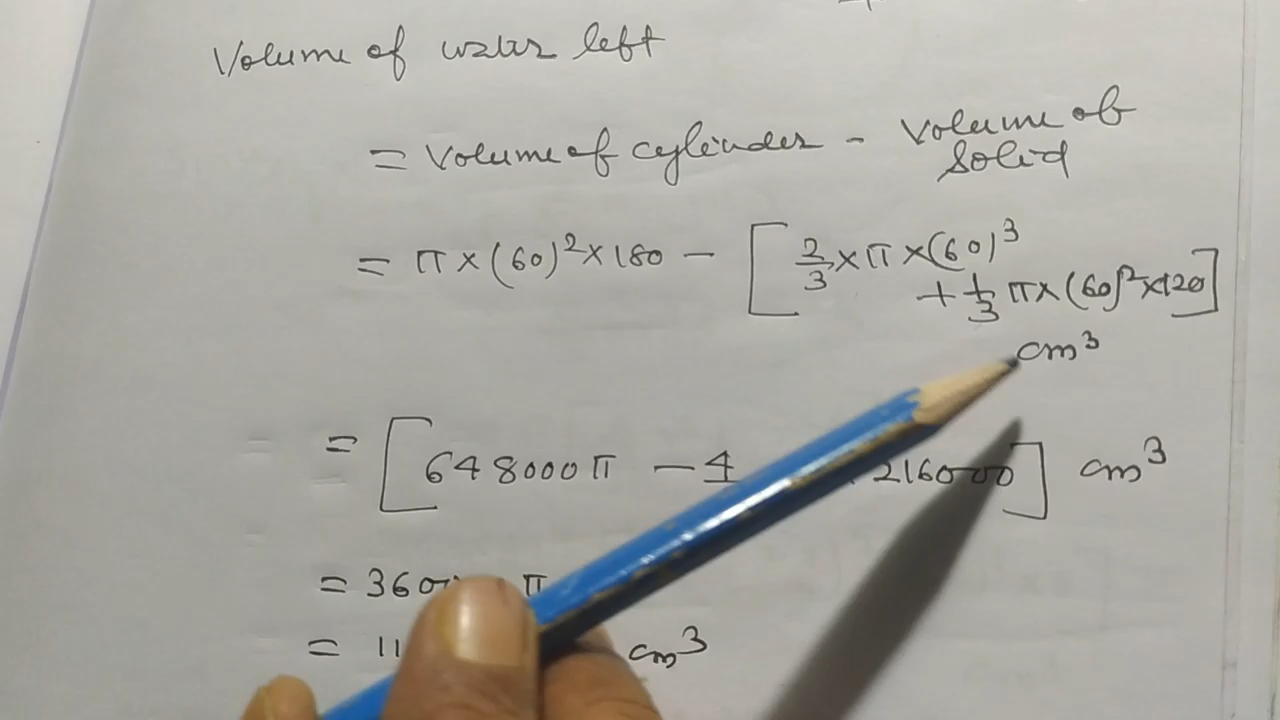 Volume of water left
= Volume of cylinder - Volume of solid
= π × (60)² × 180 - [ 2/3 × π × (60)³
+ 1/3 π × (60)² × 120 ]
cm³
= [ 648000π - 4 216000 ] cm³
= 360 π
= 11 cm³